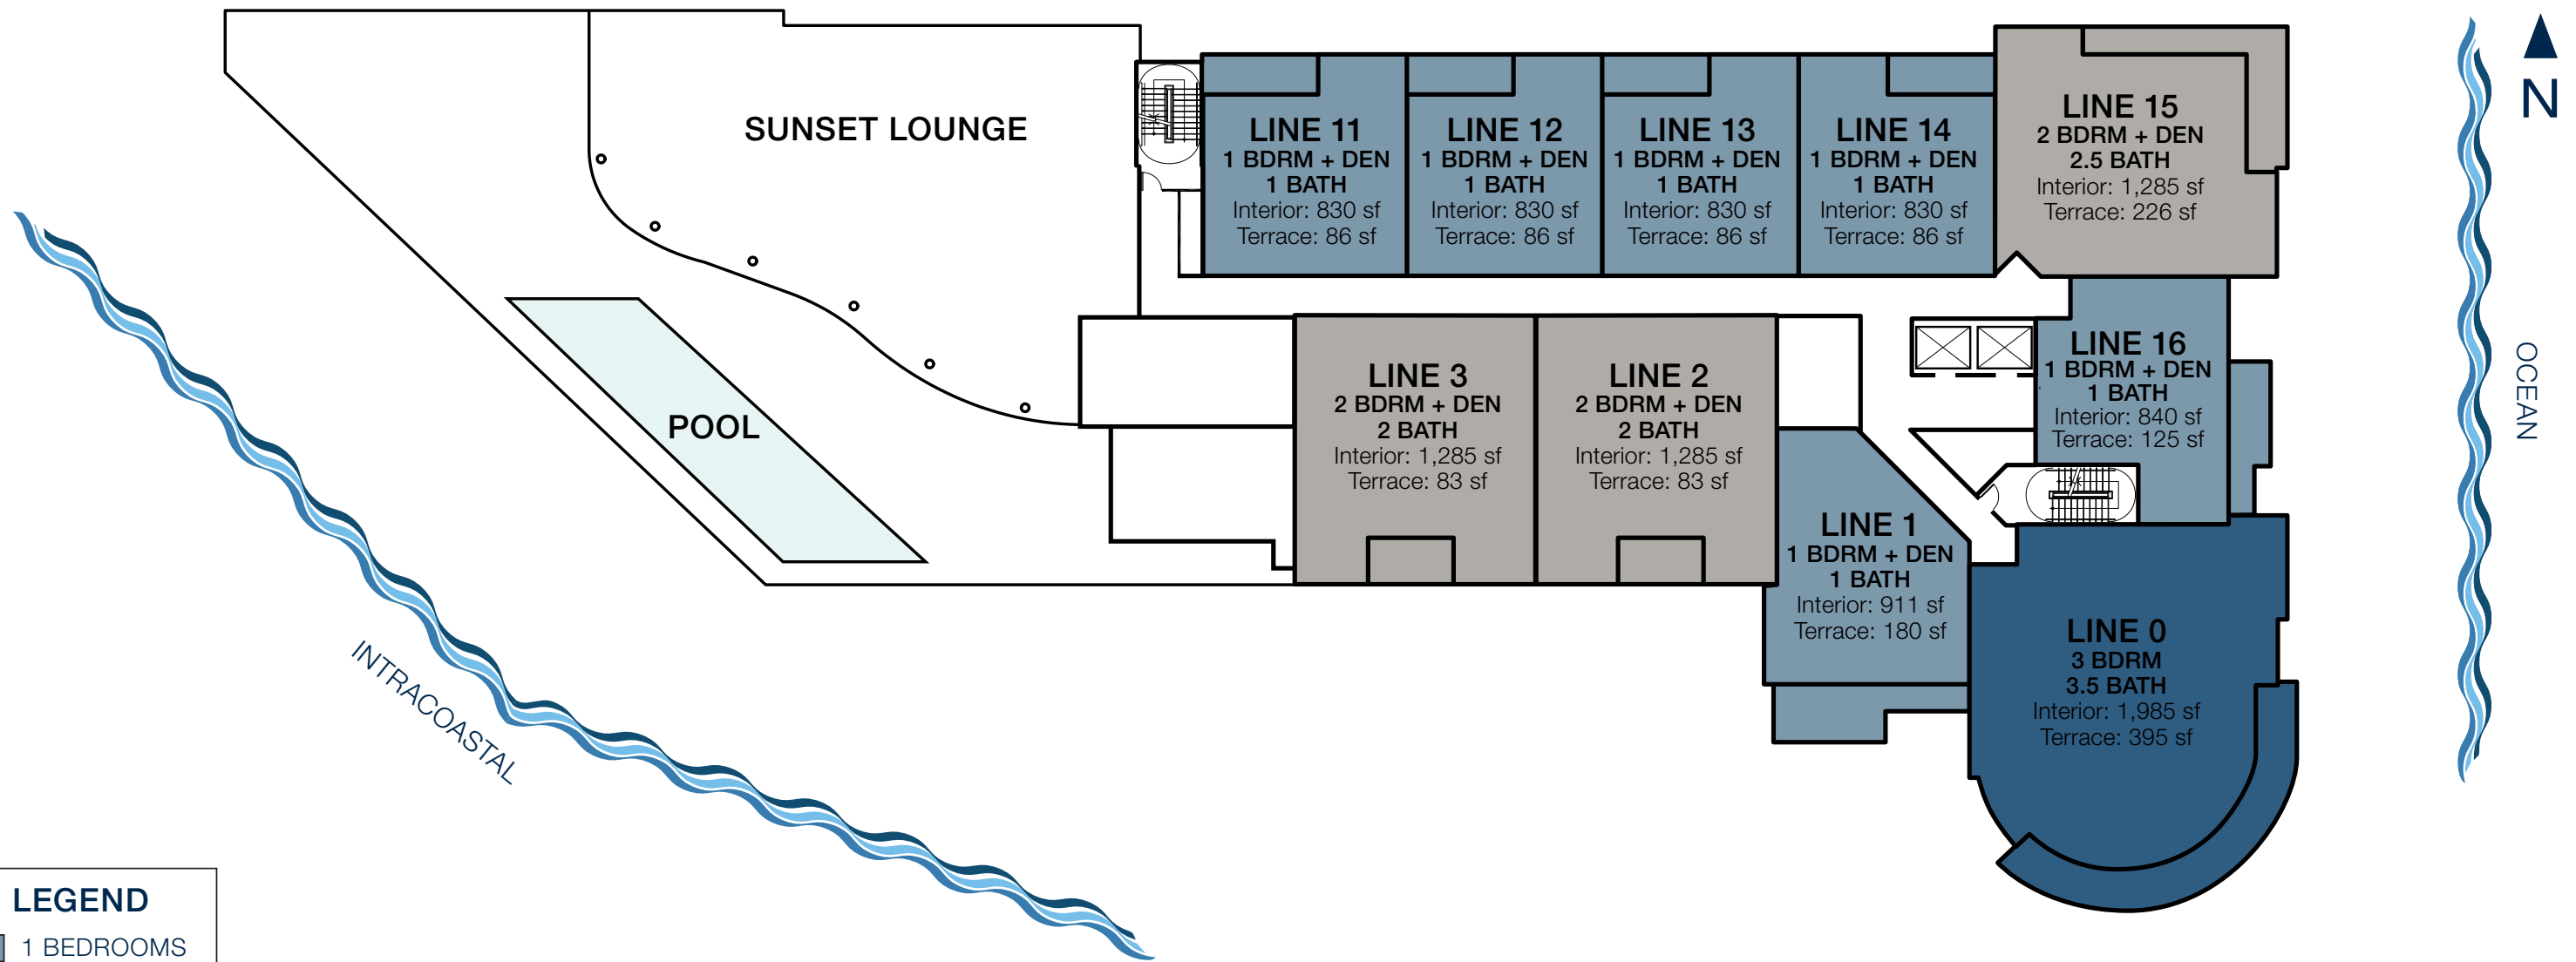 SUNSET LOUNGE
LINE 11
1 BDRM + DEN
1 BATH
Interior: 830 sf
Terrace: 86 sf
LINE 12
1 BDRM + DEN
1 BATH
Interior: 830 sf
Terrace: 86 sf
LINE 13
1 BDRM + DEN
1 BATH
Interior: 830 sf
Terrace: 86 sf
LINE 14
1 BDRM + DEN
1 BATH
Interior: 830 sf
Terrace: 86 sf
LINE 15
2 BDRM + DEN
2.5 BATH
Interior: 1,285 sf
Terrace: 226 sf
N
OCEAN
LINE 16
1 BDRM + DEN
1 BATH
Interior: 840 sf
Terrace: 125 sf
POOL
LINE 3
2 BDRM + DEN
2 BATH
Interior: 1,285 sf
Terrace: 83 sf
LINE 2
2 BDRM + DEN
2 BATH
Interior: 1,285 sf
Terrace: 83 sf
LINE 1
1 BDRM + DEN
1 BATH
Interior: 911 sf
Terrace: 180 sf
LINE 0
3 BDRM
3.5 BATH
Interior: 1,985 sf
Terrace: 395 sf
INTRACOASTAL
LEGEND
1 BEDROOMS